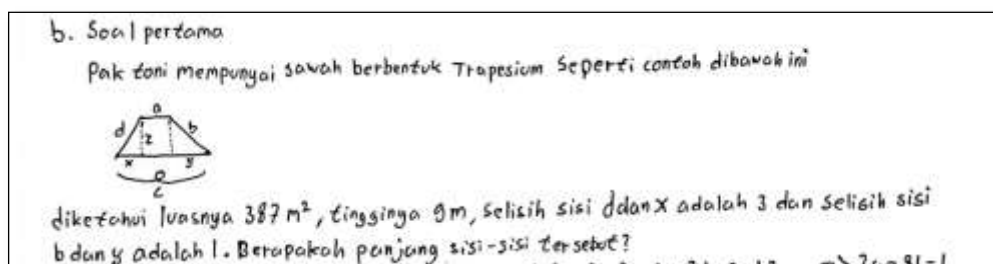 b. Soal pertama
Pak toni mempunyai sawah berbentuk Trapesium Seperti contoh dibawah ini
a
d
b
z
x
y
c
diketahui luasnya 387 m², tingginya 9m, selisih sisi d dan x adalah 3 dan selisih sisi
b dan y adalah 1. Berapakah panjang sisi-sisi tersebut?